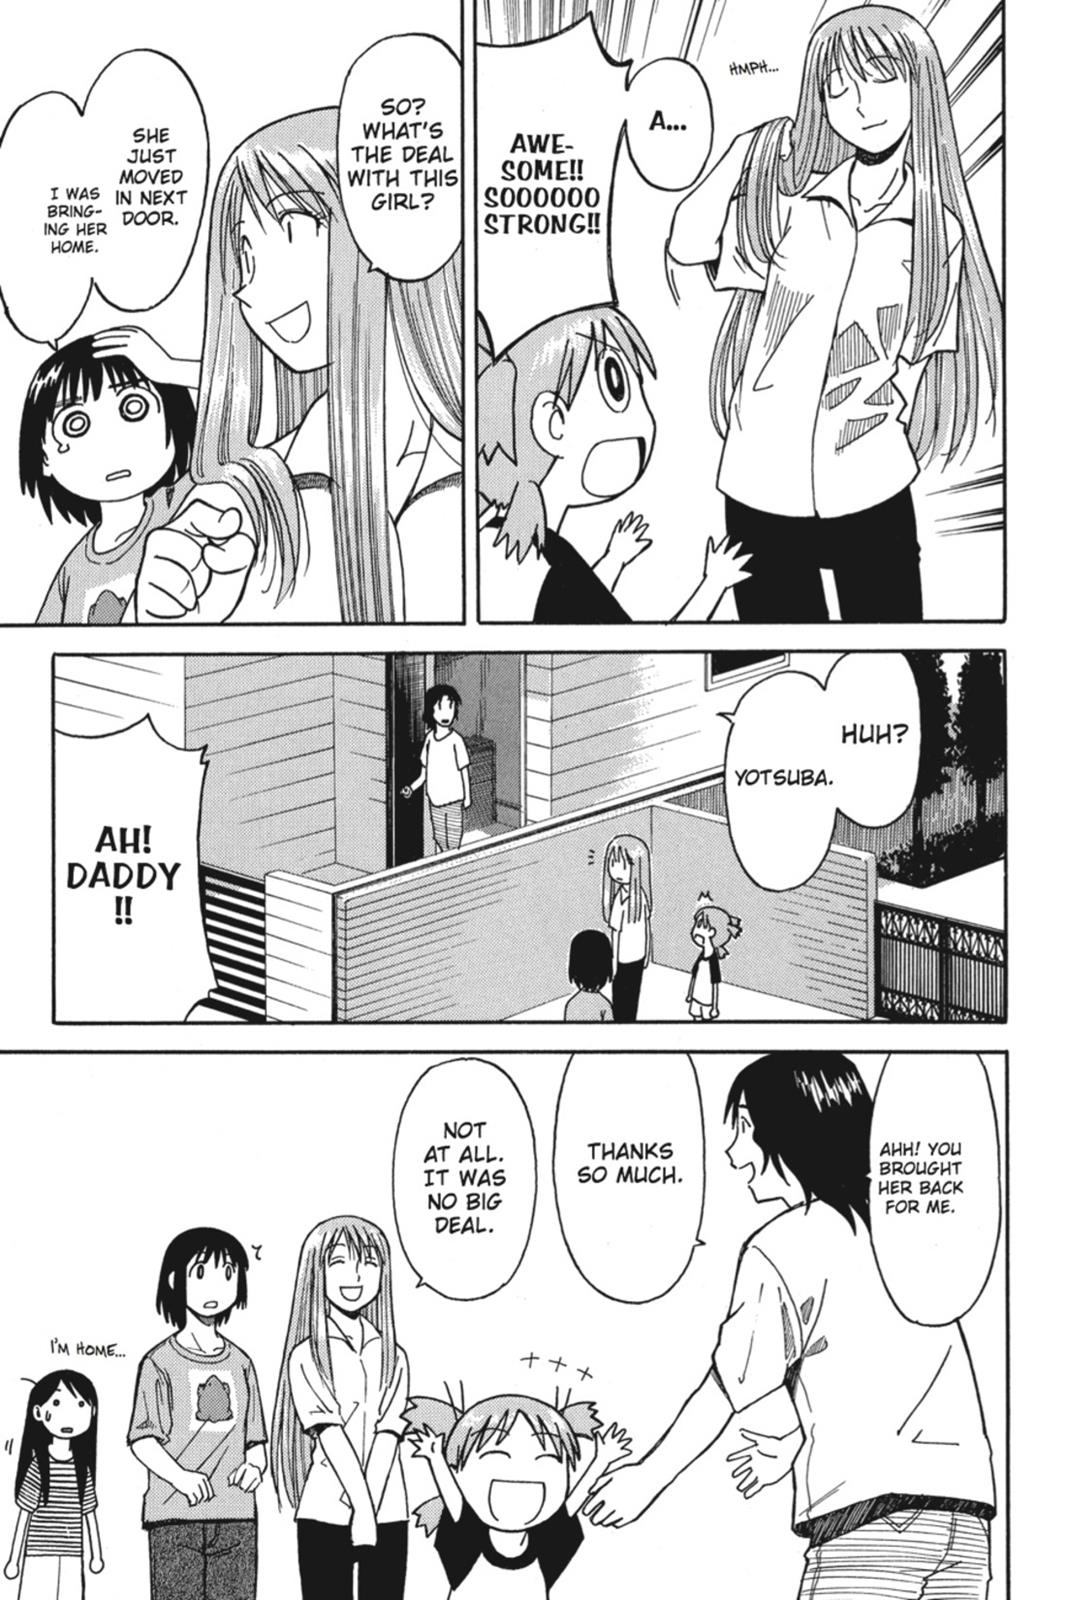 HMPH...
A...
AWE-
SOME!!
SOOOOOO
STRONG!!
SO?
WHAT'S
THE DEAL
WITH THIS
GIRL?
SHE
JUST
MOVED
IN NEXT
DOOR.
I WAS
BRING-
ING HER
HOME.
HUH?
YOTSUBA.
AH!
DADDY
!!
AHH! YOU
BROUGHT
HER BACK
FOR ME.
THANKS
SO MUCH.
NOT
AT ALL.
IT WAS
NO BIG
DEAL.
I'M HOME...